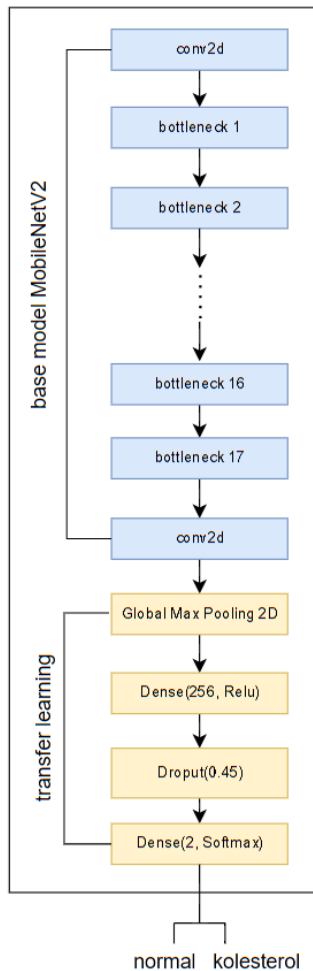 conv2d
bottleneck 1
bottleneck 2
base model MobileNetV2
bottleneck 16
bottleneck 17
conv2d
Global Max Pooling 2D
Dense(256, Relu)
transfer learning
Droput(0.45)
Dense(2, Softmax)
normal kolesterol